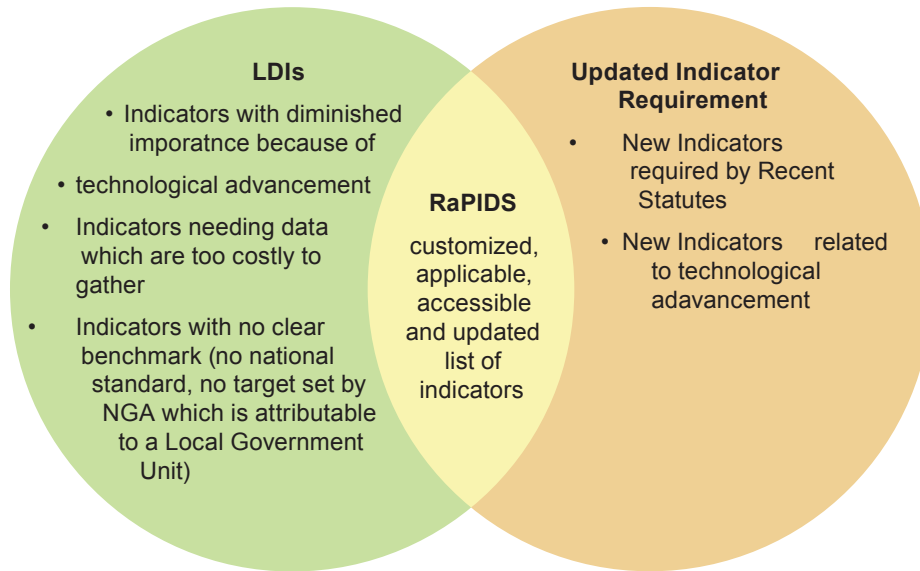 LDIs
• Indicators with diminished
imporatnce because of
• technological advancement
• Indicators needing data
which are too costly to
gather
• Indicators with no clear
benchmark (no national
standard, no target set by
NGA which is attributable
to a Local Government
Unit)
RaPIDS
customized,
applicable,
accessible
and updated
list of
indicators
Updated Indicator
Requirement
• New Indicators
required by Recent
Statutes
• New Indicators related
to technological
adavancement